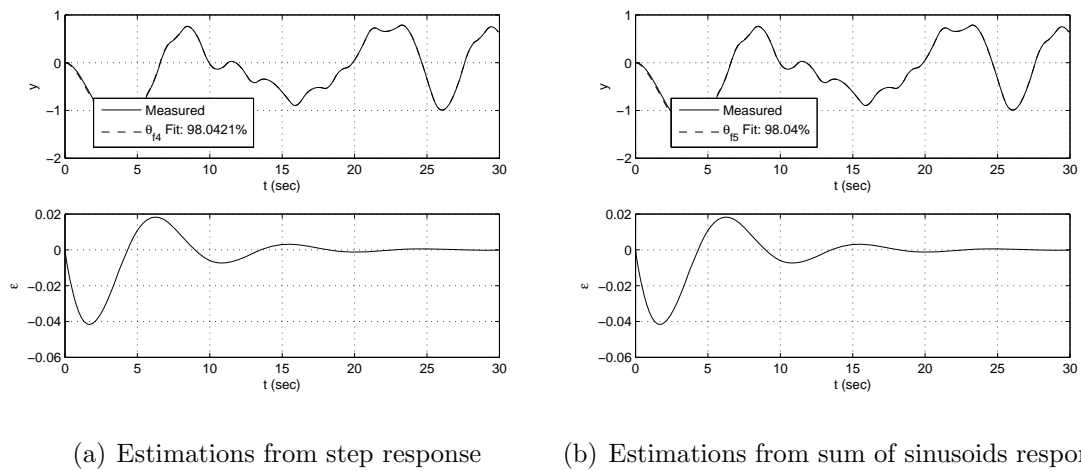 1
0
−1
−2
y
0 5 10 15 20 25 30
t (sec)
Measured
θf4 Fit: 98.0421%
0.02
0
−0.02
−0.04
−0.06
ε
0 5 10 15 20 25 30
t (sec)
(a) Estimations from step response
1
0
−1
−2
y
0 5 10 15 20 25 30
t (sec)
Measured
θf5 Fit: 98.04%
0.02
0
−0.02
−0.04
−0.06
ε
0 5 10 15 20 25 30
t (sec)
(b) Estimations from sum of sinusoids respon